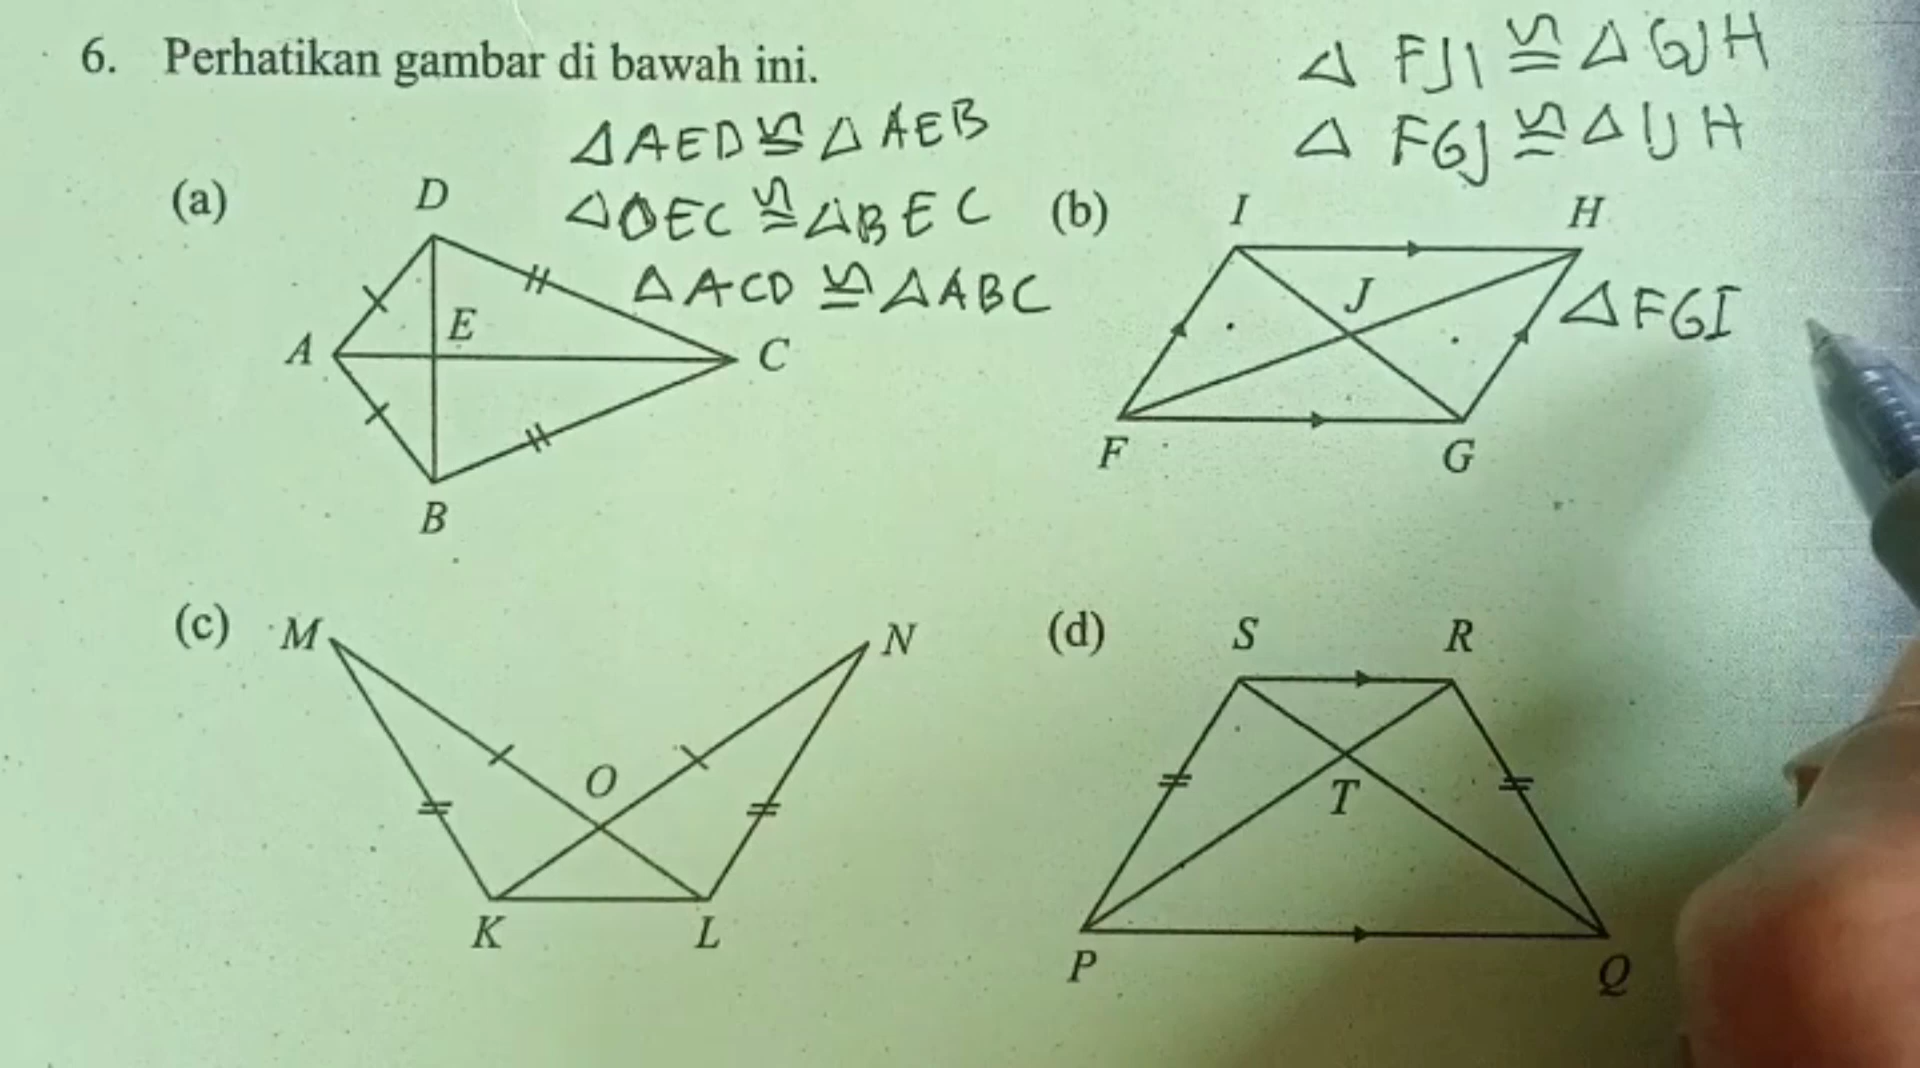 6. Perhatikan gambar di bawah ini.
△ FJI ≅ △ GJH
△ FGJ ≅ △ IJH
△AED ≅ △ AEB
△DEC ≅ △BEC
△ACD ≅ △ABC
(a)
D
A
E
C
B
(b)
I
H
J
△FGI
F
G
(c)
M
N
O
K
L
(d)
S
R
T
P
Q